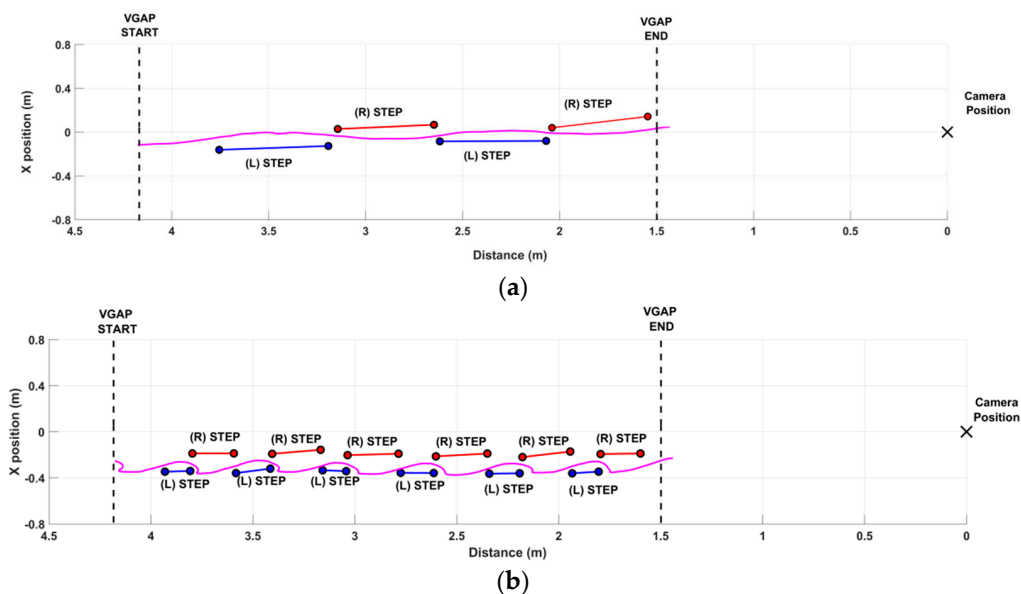 VGAP
START
VGAP
END
0.8
0.4
0
-0.4
-0.8
X position (m)
(R) STEP
(R) STEP
(L) STEP
(L) STEP
Camera
Position
4.5
4
3.5
3
2.5
2
1.5
1
0.5
0
Distance (m)
(a)
VGAP
START
VGAP
END
0.8
0.4
0
-0.4
-0.8
X position (m)
(R) STEP
(R) STEP
(R) STEP
(R) STEP
(R) STEP
(R) STEP
(L) STEP
(L) STEP
(L) STEP
(L) STEP
(L) STEP
(L) STEP
Camera
Position
4.5
4
3.5
3
2.5
2
1.5
1
0.5
0
Distance (m)
(b)